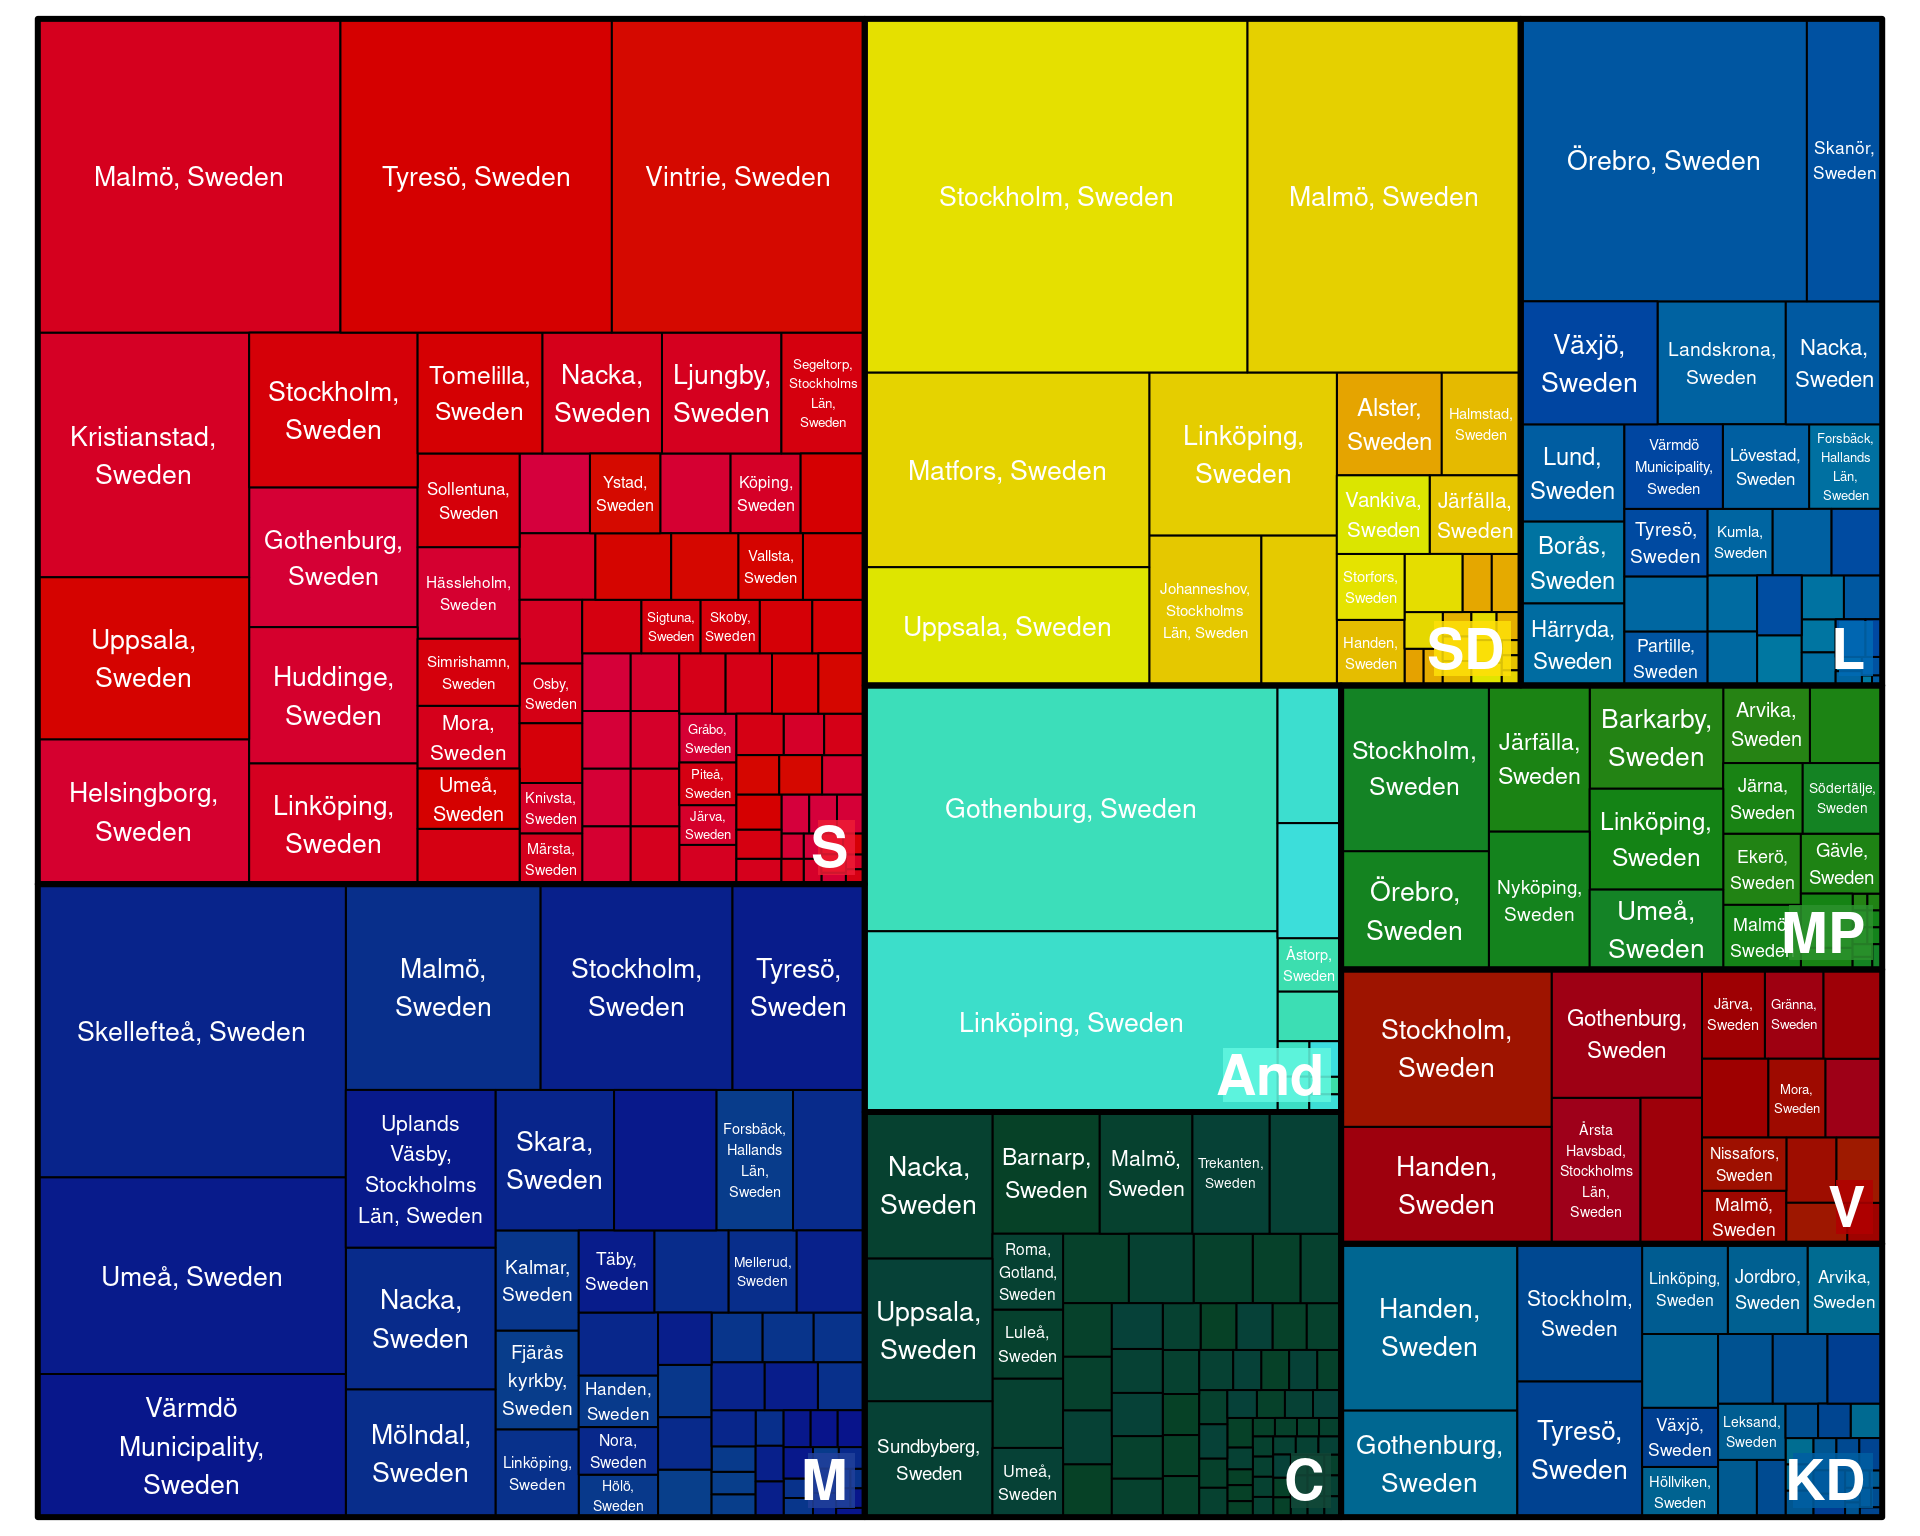 Malmö, Sweden
Tyresö, Sweden
Vintrie, Sweden
Kristianstad,
Sweden
Uppsala,
Sweden
Helsingborg,
Sweden
Stockholm,
Sweden
Gothenburg,
Sweden
Huddinge,
Sweden
Linköping,
Sweden
Tomelilla,
Sweden
Nacka,
Sweden
Ljungby,
Sweden
Segeltorp,
Stockholms
Län,
Sweden
Sollentuna,
Sweden
Hässleholm,
Sweden
Simrishamn,
Sweden
Mora,
Sweden
Umeå,
Sweden
Ystad,
Sweden
Köping,
Sweden
Vallsta,
Sweden
Sigtuna,
Sweden
Skoby,
Sweden
Osby,
Sweden
Knivsta,
Sweden
Märsta,
Sweden
Gråbo,
Sweden
Piteå,
Sweden
Järva,
Sweden
S
Stockholm, Sweden
Malmö, Sweden
Matfors, Sweden
Uppsala, Sweden
Linköping,
Sweden
Johanneshov,
Stockholms
Län, Sweden
Alster,
Sweden
Halmstad,
Sweden
Vankiva,
Sweden
Järfälla,
Sweden
Storfors,
Sweden
Handen,
Sweden
SD
Örebro, Sweden
Skanör,
Sweden
Växjö,
Sweden
Landskrona,
Sweden
Nacka,
Sweden
Lund,
Sweden
Borås,
Sweden
Härryda,
Sweden
Värmdö
Municipality,
Sweden
Lövestad,
Sweden
Forsbäck,
Hallands
Län,
Sweden
Tyresö,
Sweden
Kumla,
Sweden
Partille,
Sweden
L
Skellefteå, Sweden
Umeå, Sweden
Värmdö
Municipality,
Sweden
Malmö,
Sweden
Stockholm,
Sweden
Tyresö,
Sweden
Uplands
Väsby,
Stockholms
Län, Sweden
Nacka,
Sweden
Mölndal,
Sweden
Skara,
Sweden
Forsbäck,
Hallands
Län,
Sweden
Kalmar,
Sweden
Fjärås
kyrkby,
Sweden
Linköping,
Sweden
Täby,
Sweden
Mellerud,
Sweden
Handen,
Sweden
Nora,
Sweden
Hölö,
Sweden
M
Gothenburg, Sweden
Linköping, Sweden
Åstorp,
Sweden
And
Nacka,
Sweden
Uppsala,
Sweden
Sundbyberg,
Sweden
Barnarp,
Sweden
Malmö,
Sweden
Trekanten,
Sweden
Roma,
Gotland,
Sweden
Luleå,
Sweden
Umeå,
Sweden
C
Stockholm,
Sweden
Örebro,
Sweden
Järfälla,
Sweden
Nyköping,
Sweden
Barkarby,
Sweden
Linköping,
Sweden
Umeå,
Sweden
Arvika,
Sweden
Järna,
Sweden
Södertälje,
Sweden
Ekerö,
Sweden
Gävle,
Sweden
Malmö,
Sweden
MP
Stockholm,
Sweden
Handen,
Sweden
Gothenburg,
Sweden
Årsta
Havsbad,
Stockholms
Län,
Sweden
Järva,
Sweden
Gränna,
Sweden
Mora,
Sweden
Nissafors,
Sweden
Malmö,
Sweden
V
Handen,
Sweden
Gothenburg,
Sweden
Stockholm,
Sweden
Tyresö,
Sweden
Linköping,
Sweden
Jordbro,
Sweden
Arvika,
Sweden
Växjö,
Sweden
Höllviken,
Sweden
Leksand,
Sweden
KD